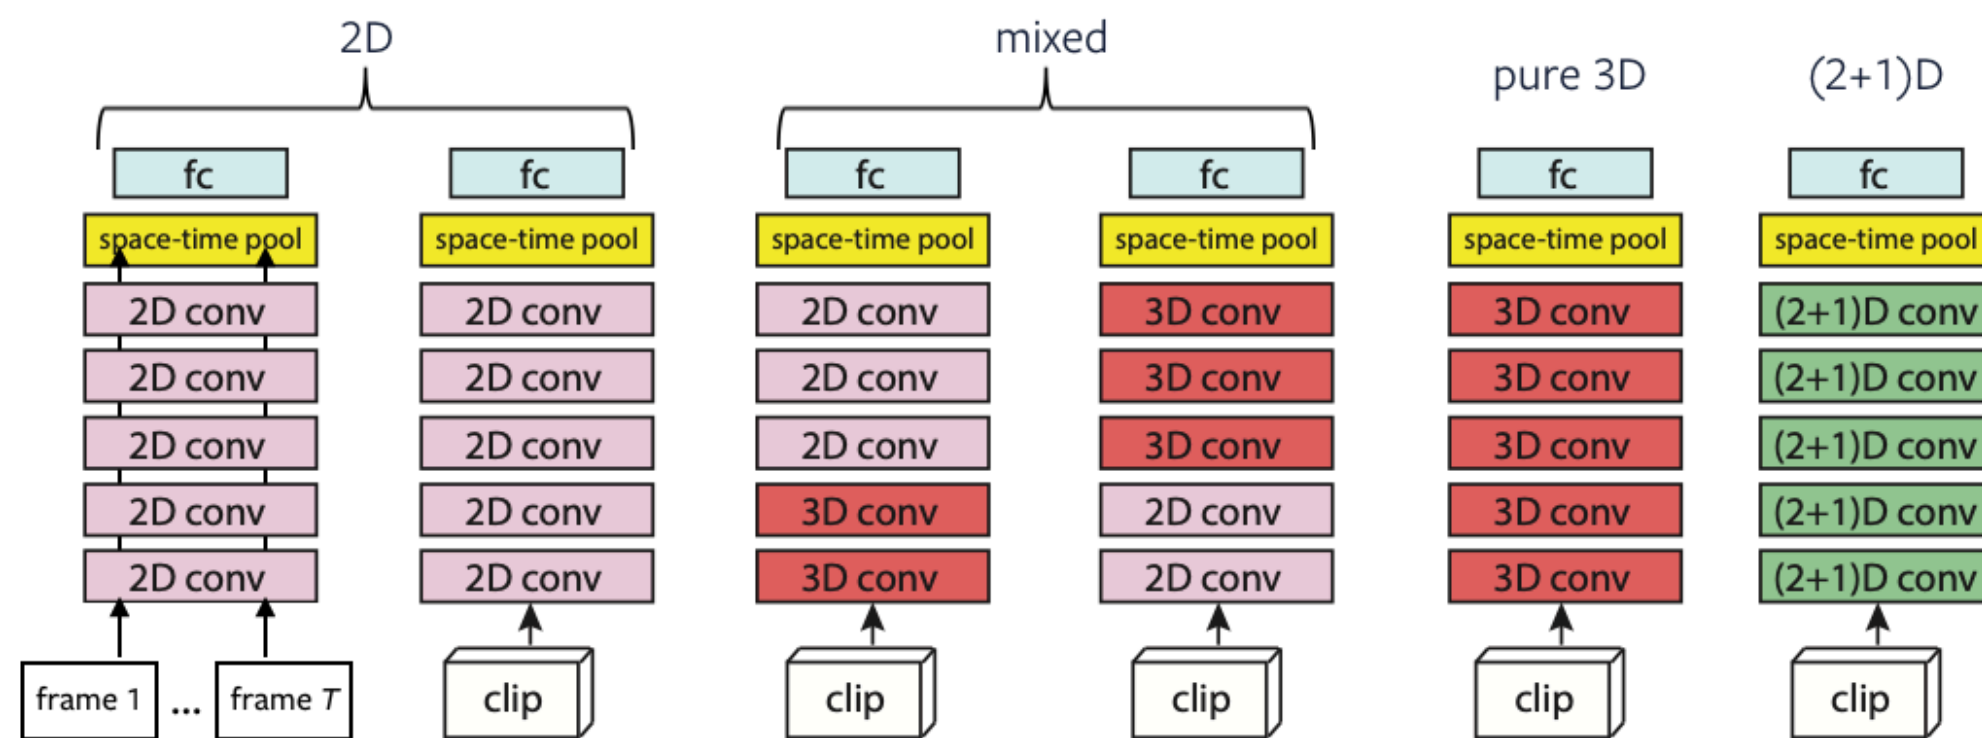 2D
mixed
pure 3D
(2+1)D
fc
fc
fc
fc
fc
fc
space-time pool
space-time pool
space-time pool
space-time pool
space-time pool
space-time pool
2D conv
2D conv
2D conv
3D conv
3D conv
(2+1)D conv
2D conv
2D conv
2D conv
3D conv
3D conv
(2+1)D conv
2D conv
2D conv
2D conv
3D conv
3D conv
(2+1)D conv
2D conv
2D conv
3D conv
2D conv
3D conv
(2+1)D conv
2D conv
2D conv
3D conv
2D conv
3D conv
(2+1)D conv
frame 1
...
frame T
clip
clip
clip
clip
clip